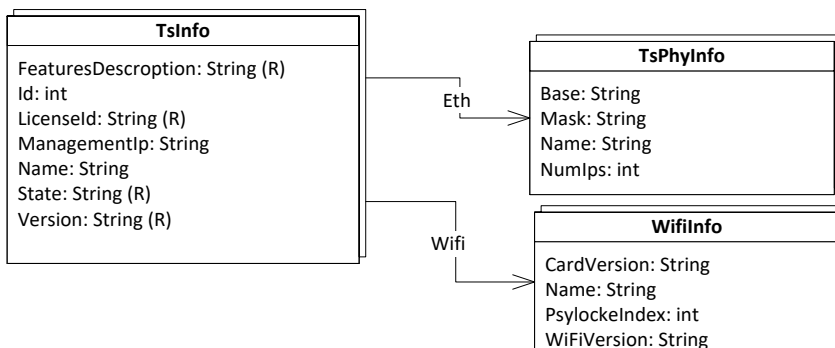 TsInfo
FeaturesDescroption: String (R)
Id: int
LicenseId: String (R)
ManagementIp: String
Name: String
State: String (R)
Version: String (R)
Eth
Wifi
TsPhyInfo
Base: String
Mask: String
Name: String
NumIps: int
WifiInfo
CardVersion: String
Name: String
PsylockeIndex: int
WiFiVersion: String